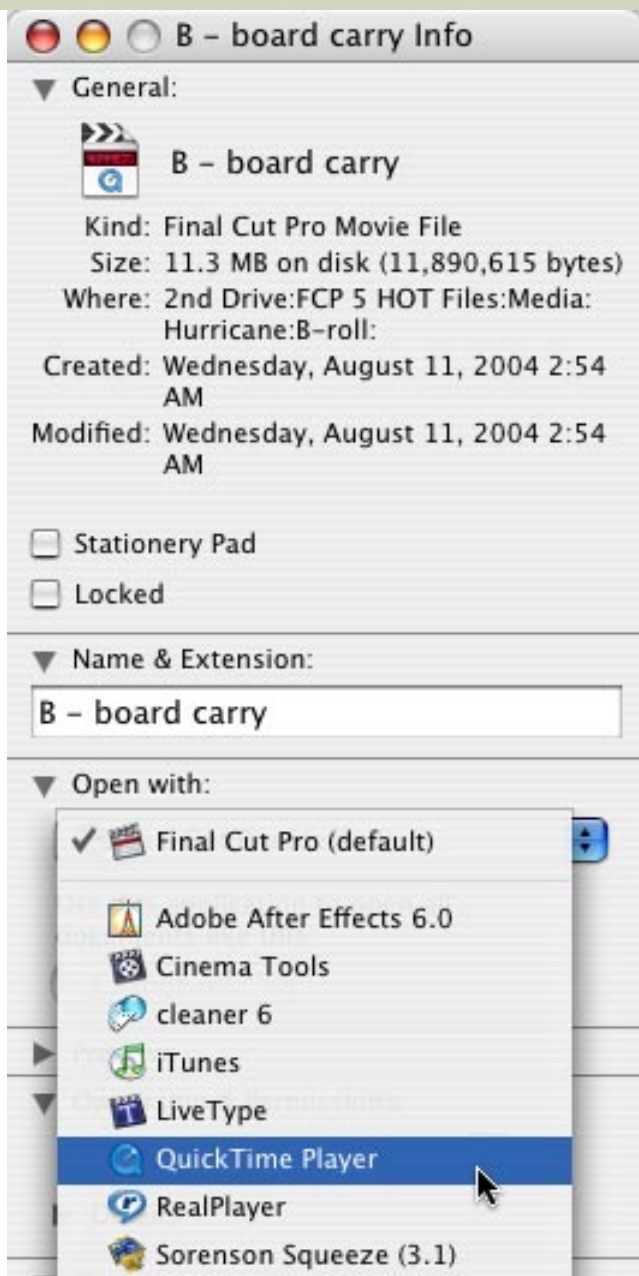 B – board carry Info
General:
B – board carry
Kind: Final Cut Pro Movie File
Size: 11.3 MB on disk (11,890,615 bytes)
Where: 2nd Drive:FCP 5 HOT Files:Media:
Hurricane:B-roll:
Created: Wednesday, August 11, 2004 2:54
AM
Modified: Wednesday, August 11, 2004 2:54
AM
Stationery Pad
Locked
Name & Extension:
B – board carry
Open with:
Final Cut Pro (default)
Adobe After Effects 6.0
Cinema Tools
cleaner 6
iTunes
LiveType
QuickTime Player
RealPlayer
Sorenson Squeeze (3.1)